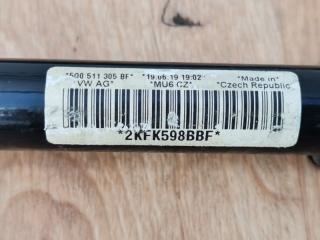 *5Q0 511 305 BF* *19.06.19 19:02* *Made in*
VW AG* *MU6 CZ* *Czech Republic
*2KFK598BBF*